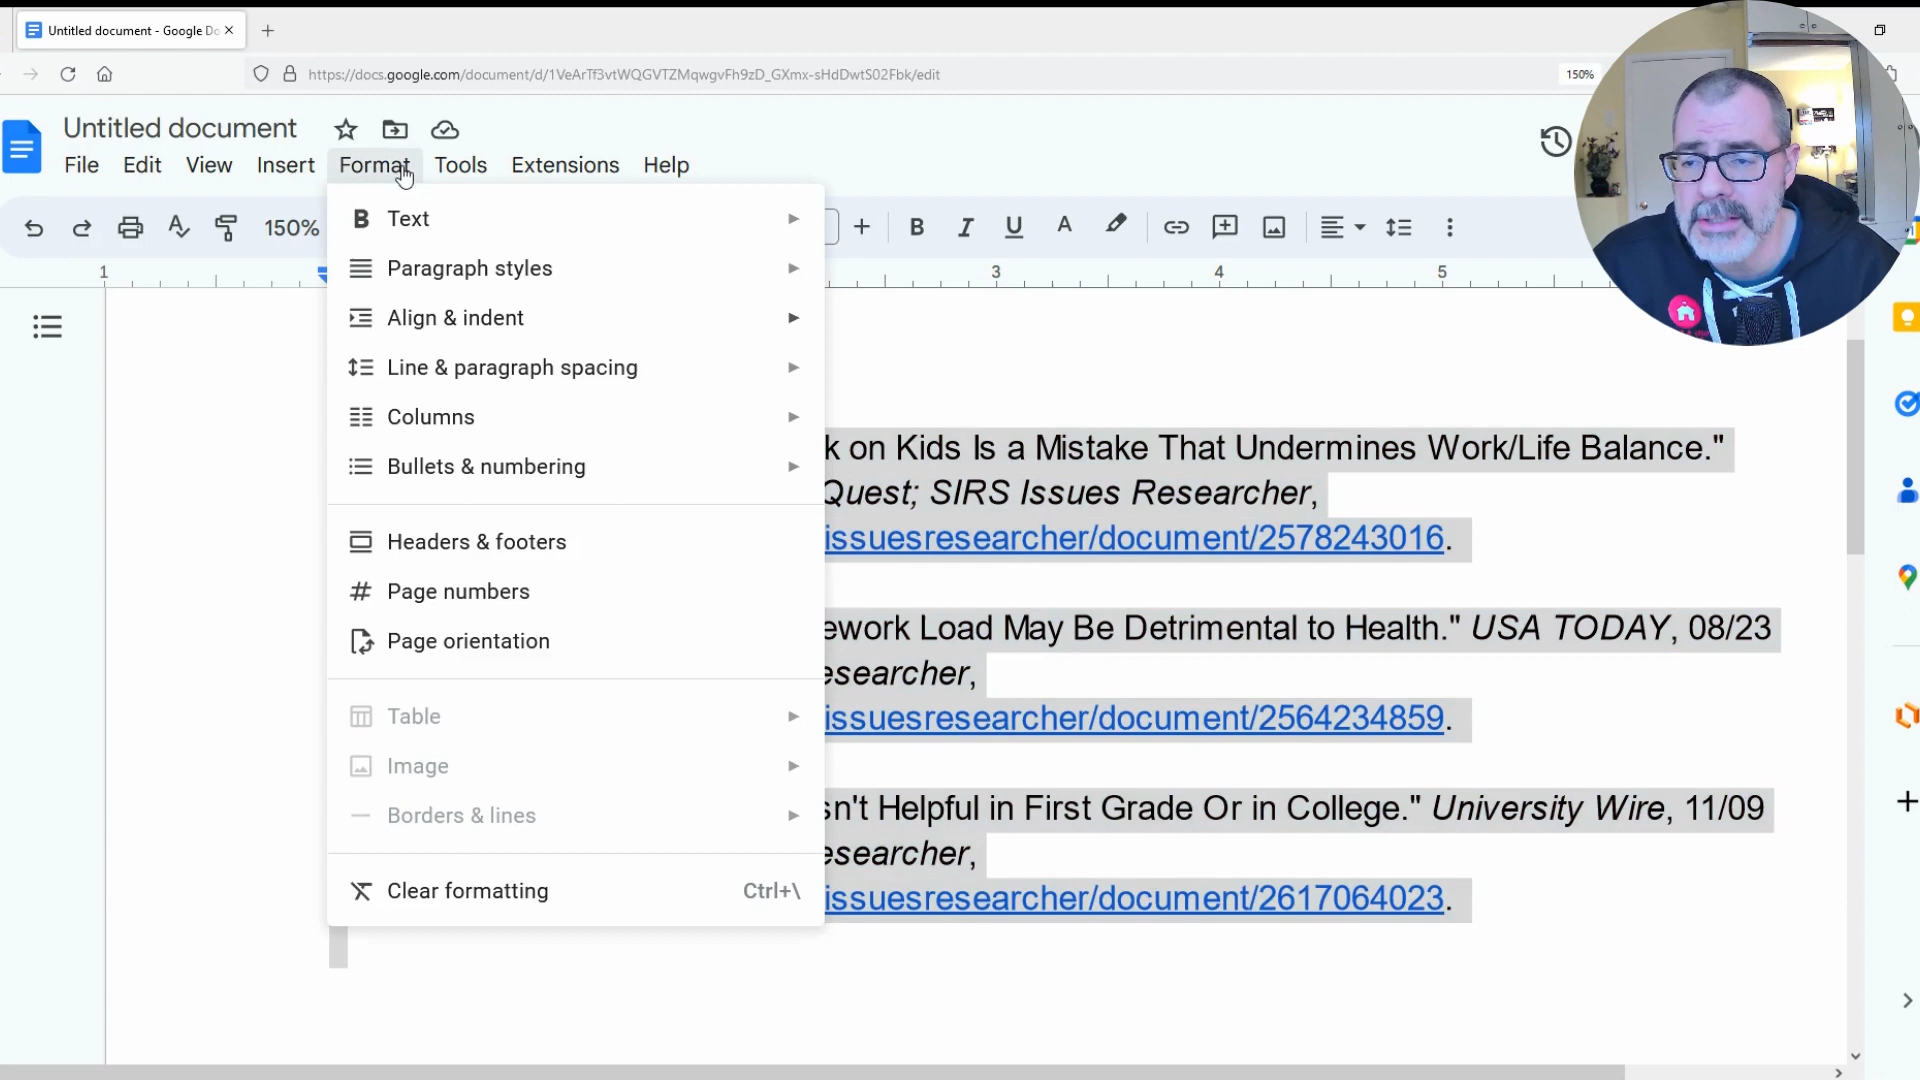 Untitled document - Google Do
https://docs.google.com/document/d/1VeArTf3vtWQGVTZMqwgvFh9zD_GXmx-sHdDwtS02Fbk/edit
150%
Untitled document
File Edit View Insert Format Tools Extensions Help
150%
B I U A
1 3 4 5
B Text
Paragraph styles
Align & indent
Line & paragraph spacing
Columns
Bullets & numbering
Headers & footers
# Page numbers
Page orientation
Table
Image
Borders & lines
Clear formatting Ctrl+\
k on Kids Is a Mistake That Undermines Work/Life Balance."
Quest; SIRS Issues Researcher,
issuesresearcher/document/2578243016.
ework Load May Be Detrimental to Health." USA TODAY, 08/23
esearcher,
issuesresearcher/document/2564234859.
sn't Helpful in First Grade Or in College." University Wire, 11/09
esearcher,
issuesresearcher/document/2617064023.